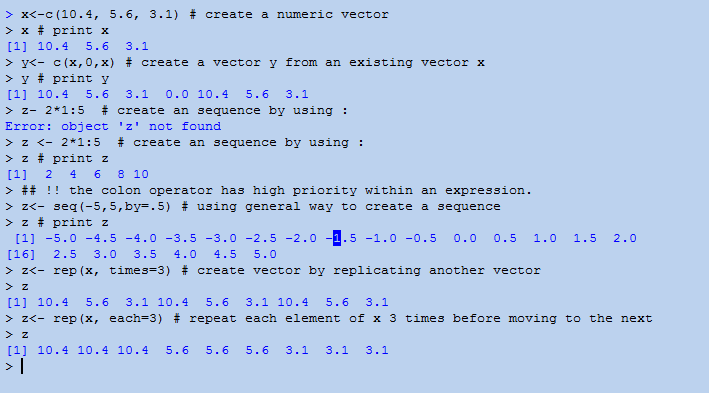 > x<-c(10.4, 5.6, 3.1) # create a numeric vector
> x # print x
[1] 10.4  5.6  3.1
> y<- c(x,0,x) # create a vector y from an existing vector x
> y # print y
[1] 10.4  5.6  3.1  0.0 10.4  5.6  3.1
> z- 2*1:5  # create an sequence by using :
Error: object 'z' not found
> z <- 2*1:5  # create an sequence by using :
> z # print z
[1]  2  4  6  8 10
> ## !! the colon operator has high priority within an expression.
> z<- seq(-5,5,by=.5) # using general way to create a sequence
> z # print z
 [1] -5.0 -4.5 -4.0 -3.5 -3.0 -2.5 -2.0 -1.5 -1.0 -0.5  0.0  0.5  1.0  1.5  2.0
[16]  2.5  3.0  3.5  4.0  4.5  5.0
> z<- rep(x, times=3) # create vector by replicating another vector
> z
[1] 10.4  5.6  3.1 10.4  5.6  3.1 10.4  5.6  3.1
> z<- rep(x, each=3) # repeat each element of x 3 times before moving to the next
> z
[1] 10.4 10.4 10.4  5.6  5.6  5.6  3.1  3.1  3.1
>